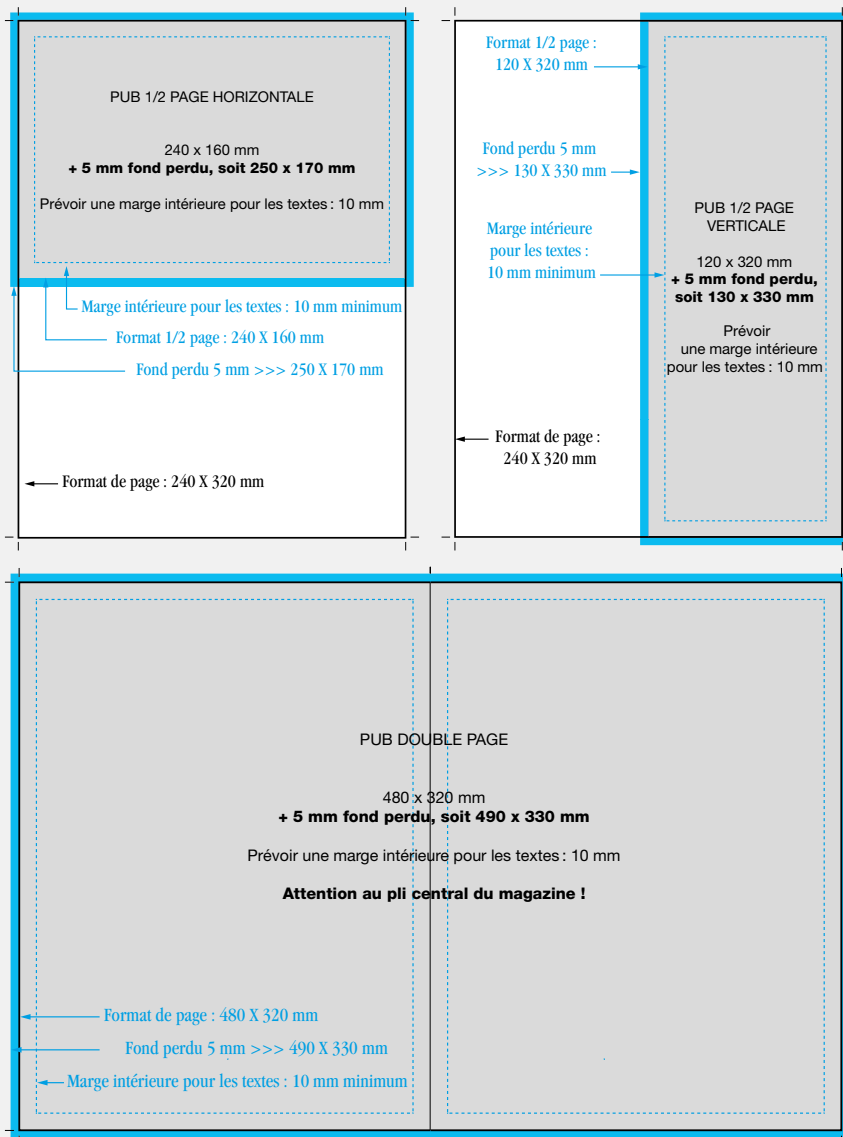 PUB 1/2 PAGE HORIZONTALE
240 x 160 mm
+ 5 mm fond perdu, soit 250 x 170 mm
Prévoir une marge intérieure pour les textes : 10 mm
Marge intérieure pour les textes : 10 mm minimum
Format 1/2 page : 240 X 160 mm
Fond perdu 5 mm >>> 250 X 170 mm
Format de page : 240 X 320 mm
Format 1/2 page :
120 X 320 mm
Fond perdu 5 mm
>>> 130 X 330 mm
Marge intérieure
pour les textes :
10 mm minimum
PUB 1/2 PAGE
VERTICALE
120 x 320 mm
+ 5 mm fond perdu,
soit 130 x 330 mm
Prévoir
une marge intérieure
pour les textes : 10 mm
Format de page :
240 X 320 mm
PUB DOUBLE PAGE
480 x 320 mm
+ 5 mm fond perdu, soit 490 x 330 mm
Prévoir une marge intérieure pour les textes : 10 mm
Attention au pli central du magazine !
Format de page : 480 X 320 mm
Fond perdu 5 mm >>> 490 X 330 mm
Marge intérieure pour les textes : 10 mm minimum